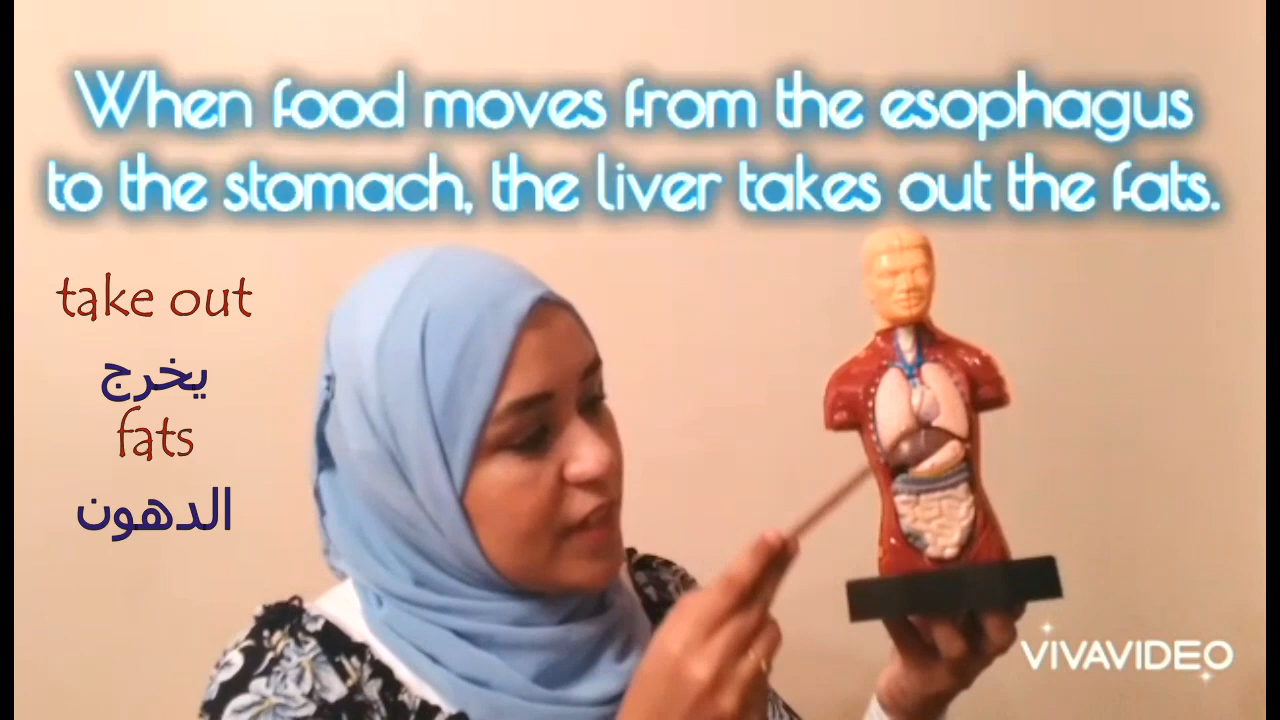 When food moves from the esophagus
to the stomach, the liver takes out the fats.
take out
يخرج
fats
الدهون
VIVAVIDEO